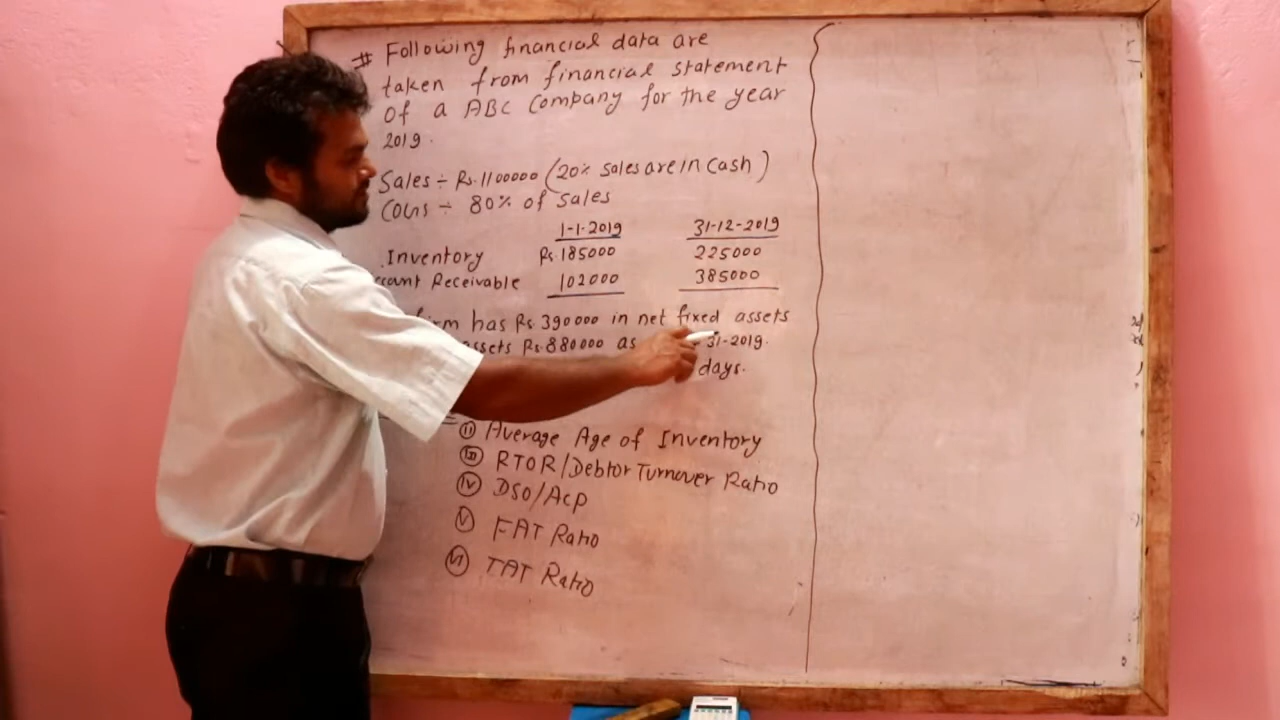 # Following financial data are
taken from financial statement
Of a ABC Company for the year
2019.
Sales ÷ Rs.1100000 (20% sales are in Cash)
COGS ÷ 80% of sales
1-1-2019 31-12-2019
Inventory Rs.185000 225000
Receivable 102000 385000
has Rs.390000 in net fixed assets
Rs.880000 as 31-2019.
days.
(II) Average Age of Inventory
(III) RTOR/Debtor Turnover Ratio
(IV) DSO/ACP
(V) FAT Ratio
(VI) TAT Ratio